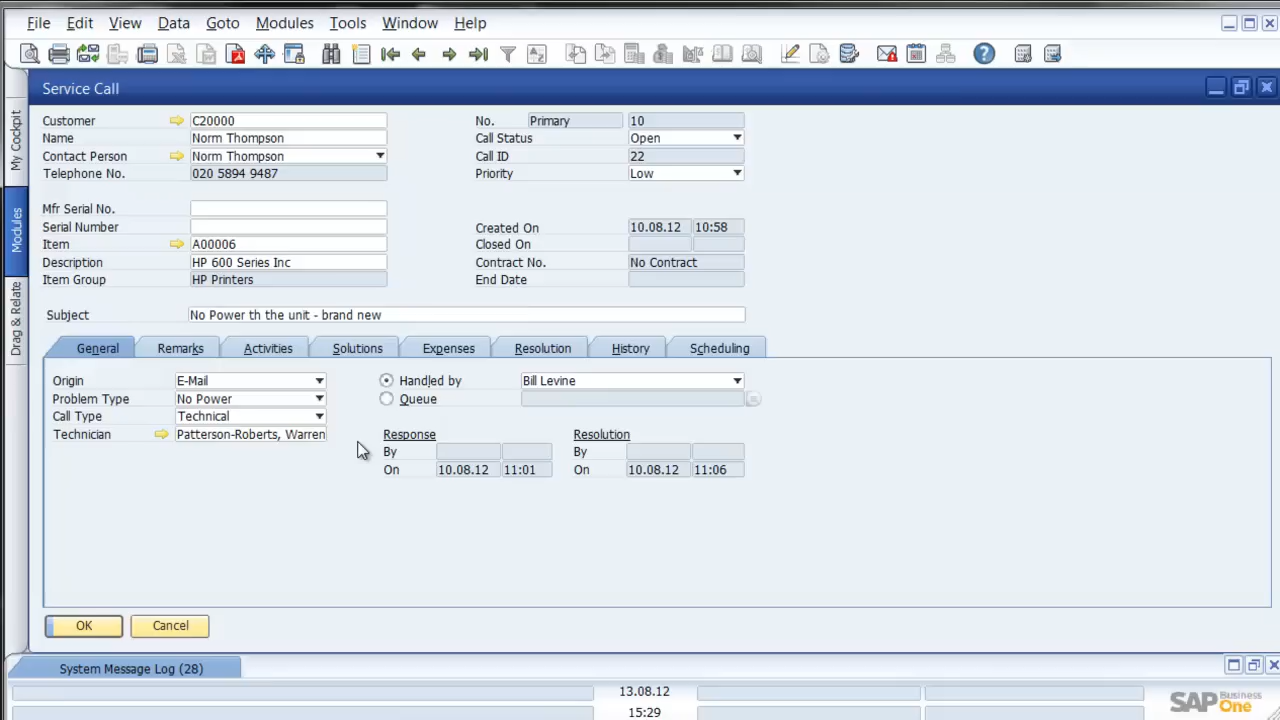 File Edit View Data Goto Modules Tools Window Help
Service Call
My Cockpit
Modules
Drag & Relate
Customer C20000
Name Norm Thompson
Contact Person Norm Thompson
Telephone No. 020 5894 9487
Mfr Serial No.
Serial Number
Item A00006
Description HP 600 Series Inc
Item Group HP Printers
No. Primary 10
Call Status Open
Call ID 22
Priority Low
Created On 10.08.12 10:58
Closed On
Contract No. No Contract
End Date
Subject No Power th the unit - brand new
General Remarks Activities Solutions Expenses Resolution History Scheduling
Origin E-Mail
Problem Type No Power
Call Type Technical
Technician Patterson-Roberts, Warren
Handled by Bill Levine
Queue
Response
By
On 10.08.12 11:01
Resolution
By
On 10.08.12 11:06
OK Cancel
System Message Log (28)
13.08.12
15:29
SAP Business One